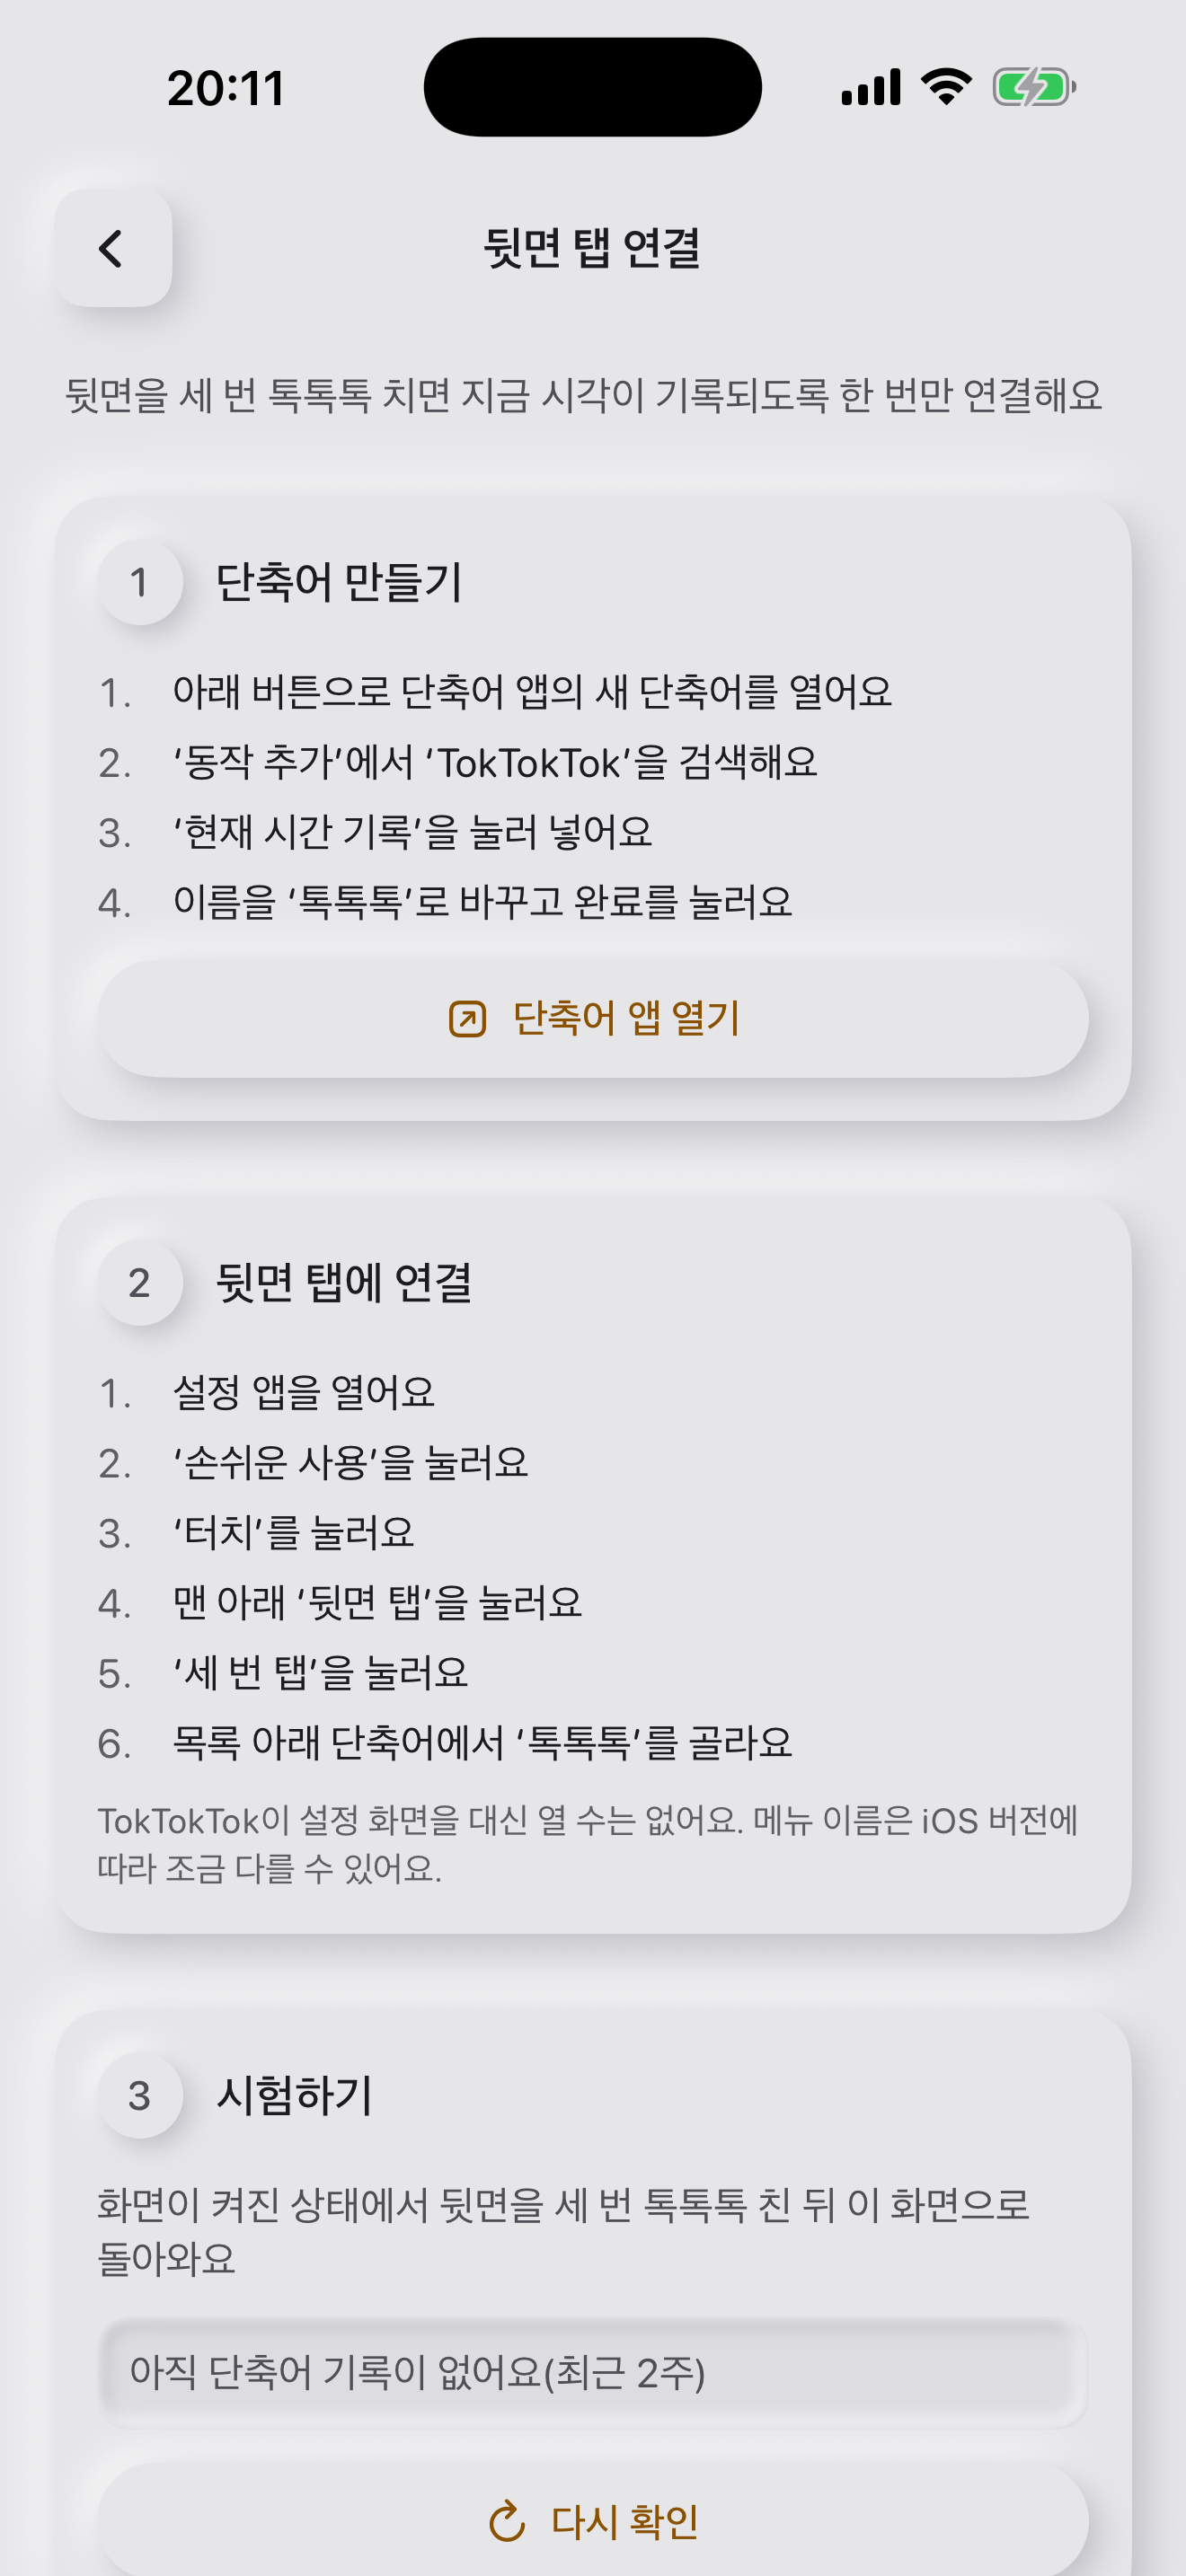 20:11
뒷면 탭 연결
뒷면을 세 번 톡톡톡 치면 지금 시각이 기록되도록 한 번만 연결해요
1 단축어 만들기
1. 아래 버튼으로 단축어 앱의 새 단축어를 열어요
2. ‘동작 추가’에서 ‘TokTokTok’을 검색해요
3. ‘현재 시간 기록’을 눌러 넣어요
4. 이름을 ‘톡톡톡’로 바꾸고 완료를 눌러요
단축어 앱 열기
2 뒷면 탭에 연결
1. 설정 앱을 열어요
2. ‘손쉬운 사용’을 눌러요
3. ‘터치’를 눌러요
4. 맨 아래 ‘뒷면 탭’을 눌러요
5. ‘세 번 탭’을 눌러요
6. 목록 아래 단축어에서 ‘톡톡톡’를 골라요
TokTokTok이 설정 화면을 대신 열 수는 없어요. 메뉴 이름은 iOS 버전에
따라 조금 다를 수 있어요.
3 시험하기
화면이 켜진 상태에서 뒷면을 세 번 톡톡톡 친 뒤 이 화면으로
돌아와요
아직 단축어 기록이 없어요(최근 2주)
다시 확인